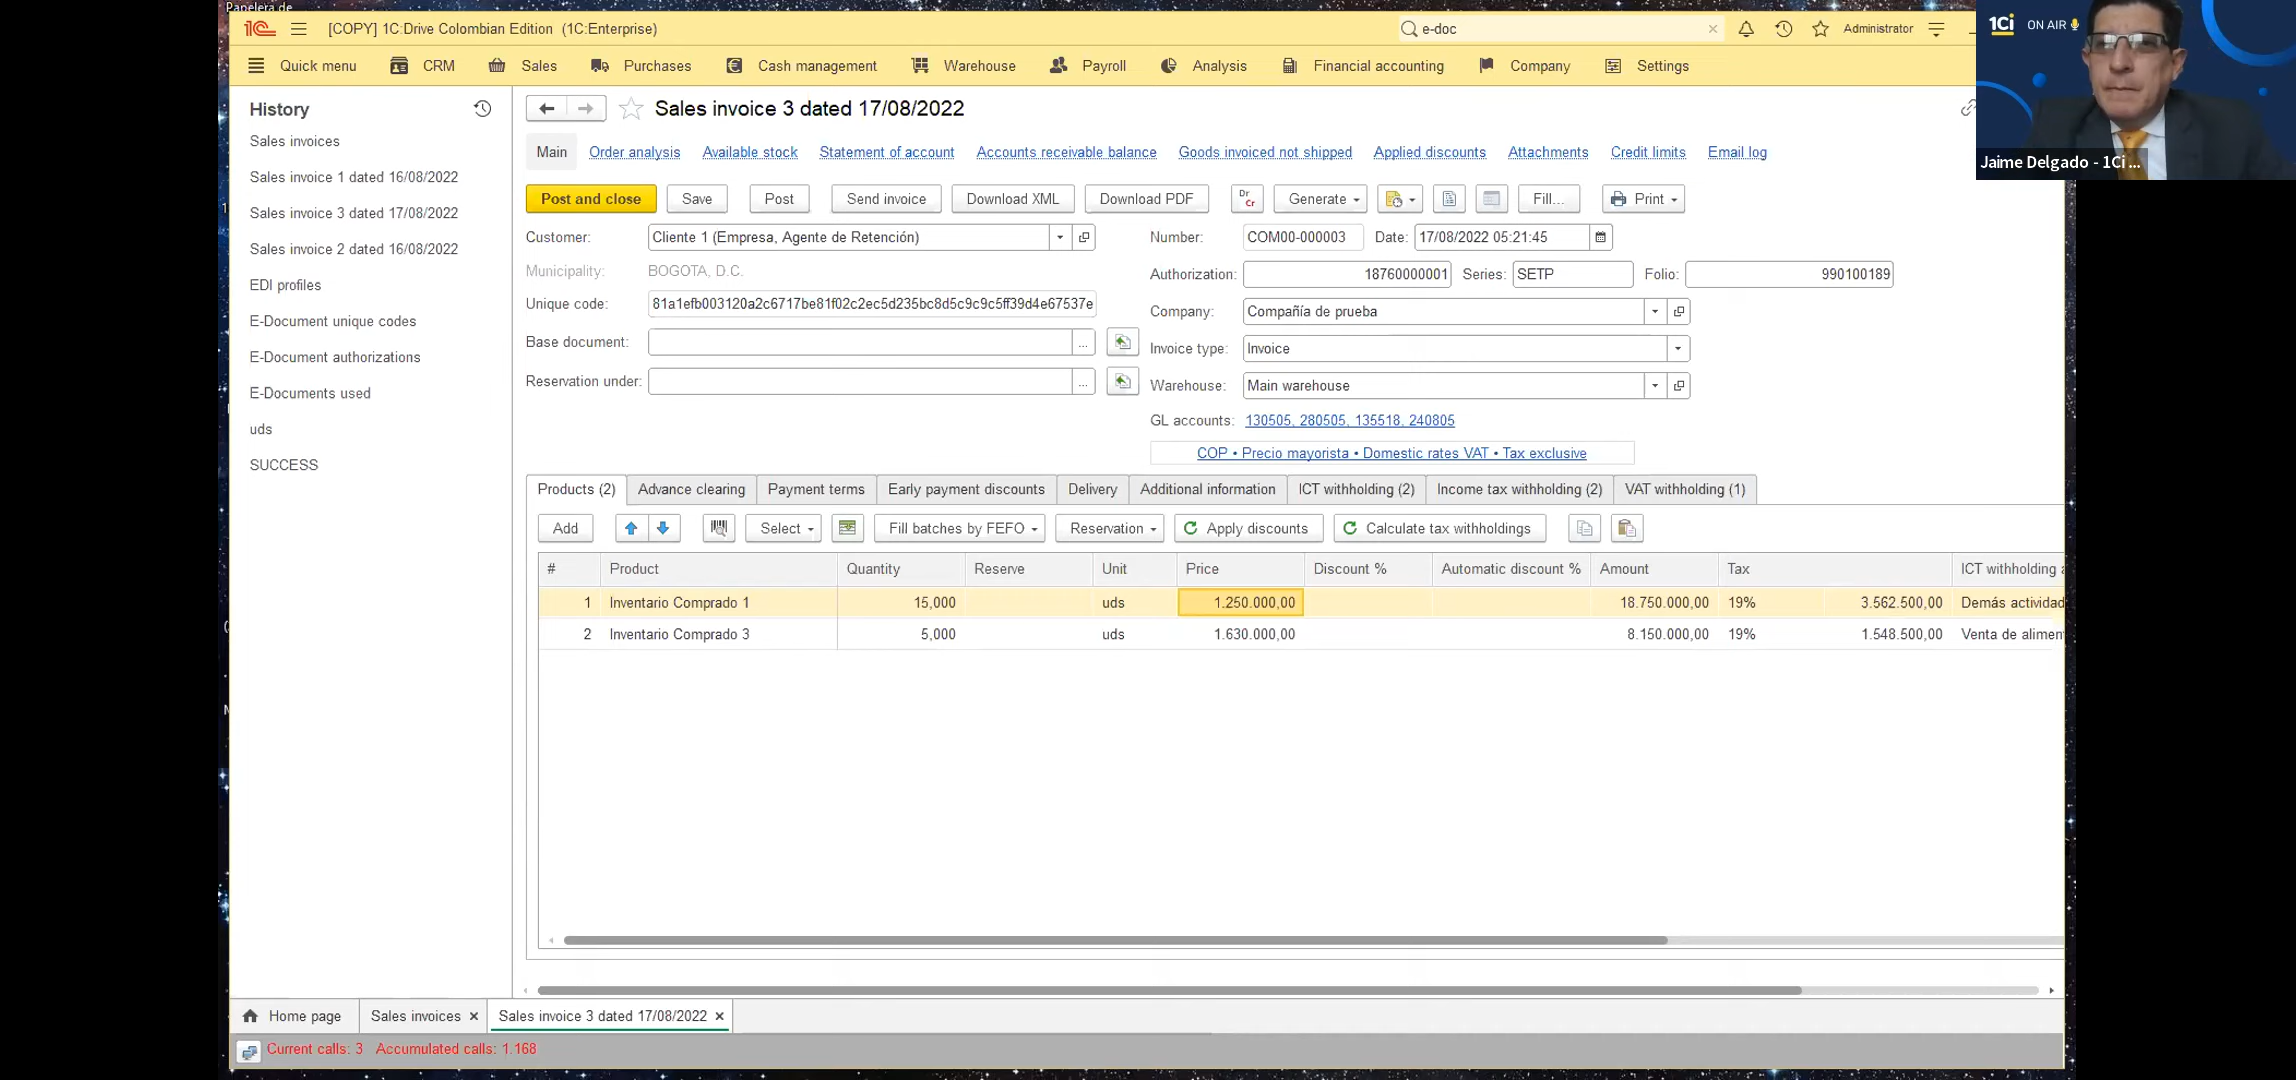 Papelera de
[COPY] 1C:Drive Colombian Edition (1C:Enterprise)
e-doc
Administrator
1Ci ON AIR
Jaime Delgado - 1Ci ...
Quick menu CRM Sales Purchases Cash management Warehouse Payroll Analysis Financial accounting Company Settings
History
Sales invoices
Sales invoice 1 dated 16/08/2022
Sales invoice 3 dated 17/08/2022
Sales invoice 2 dated 16/08/2022
EDI profiles
E-Document unique codes
E-Document authorizations
E-Documents used
uds
SUCCESS
Sales invoice 3 dated 17/08/2022
Main Order analysis Available stock Statement of account Accounts receivable balance Goods invoiced not shipped Applied discounts Attachments Credit limits Email log
Post and close Save Post Send invoice Download XML Download PDF Dr Cr Generate Fill... Print
Customer: Cliente 1 (Empresa, Agente de Retención) Number: COM00-000003 Date: 17/08/2022 05:21:45
Municipality: BOGOTA, D.C. Authorization: 18760000001 Series: SETP Folio: 990100189
Unique code: 81a1efb003120a2c6717be81f02c2ec5d235bc8d5c9c9c5ff39d4e67537e Company: Compañía de prueba
Base document: ... Invoice type: Invoice
Reservation under: ... Warehouse: Main warehouse
GL accounts: 130505, 280505, 135518, 240805
COP • Precio mayorista • Domestic rates VAT • Tax exclusive
Products (2) Advance clearing Payment terms Early payment discounts Delivery Additional information ICT withholding (2) Income tax withholding (2) VAT withholding (1)
Add Select Fill batches by FEFO Reservation Apply discounts Calculate tax withholdings
# Product Quantity Reserve Unit Price Discount % Automatic discount % Amount Tax ICT withholding a
1 Inventario Comprado 1 15,000 uds 1.250.000,00 18.750.000,00 19% 3.562.500,00 Demás actividad
2 Inventario Comprado 3 5,000 uds 1.630.000,00 8.150.000,00 19% 1.548.500,00 Venta de alimen
Home page Sales invoices Sales invoice 3 dated 17/08/2022
Current calls: 3 Accumulated calls: 1.168